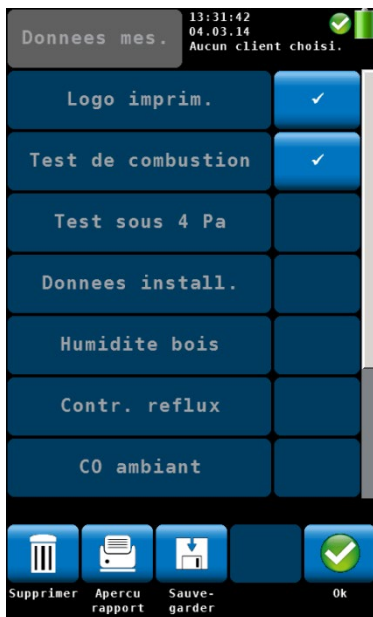 Donnees mes.
13:31:42
04.03.14
Aucun client choisi.
Logo imprim.
Test de combustion
Test sous 4 Pa
Donnees install.
Humidite bois
Contr. reflux
CO ambiant
Supprimer
Apercu
rapport
Sauve-
garder
Ok